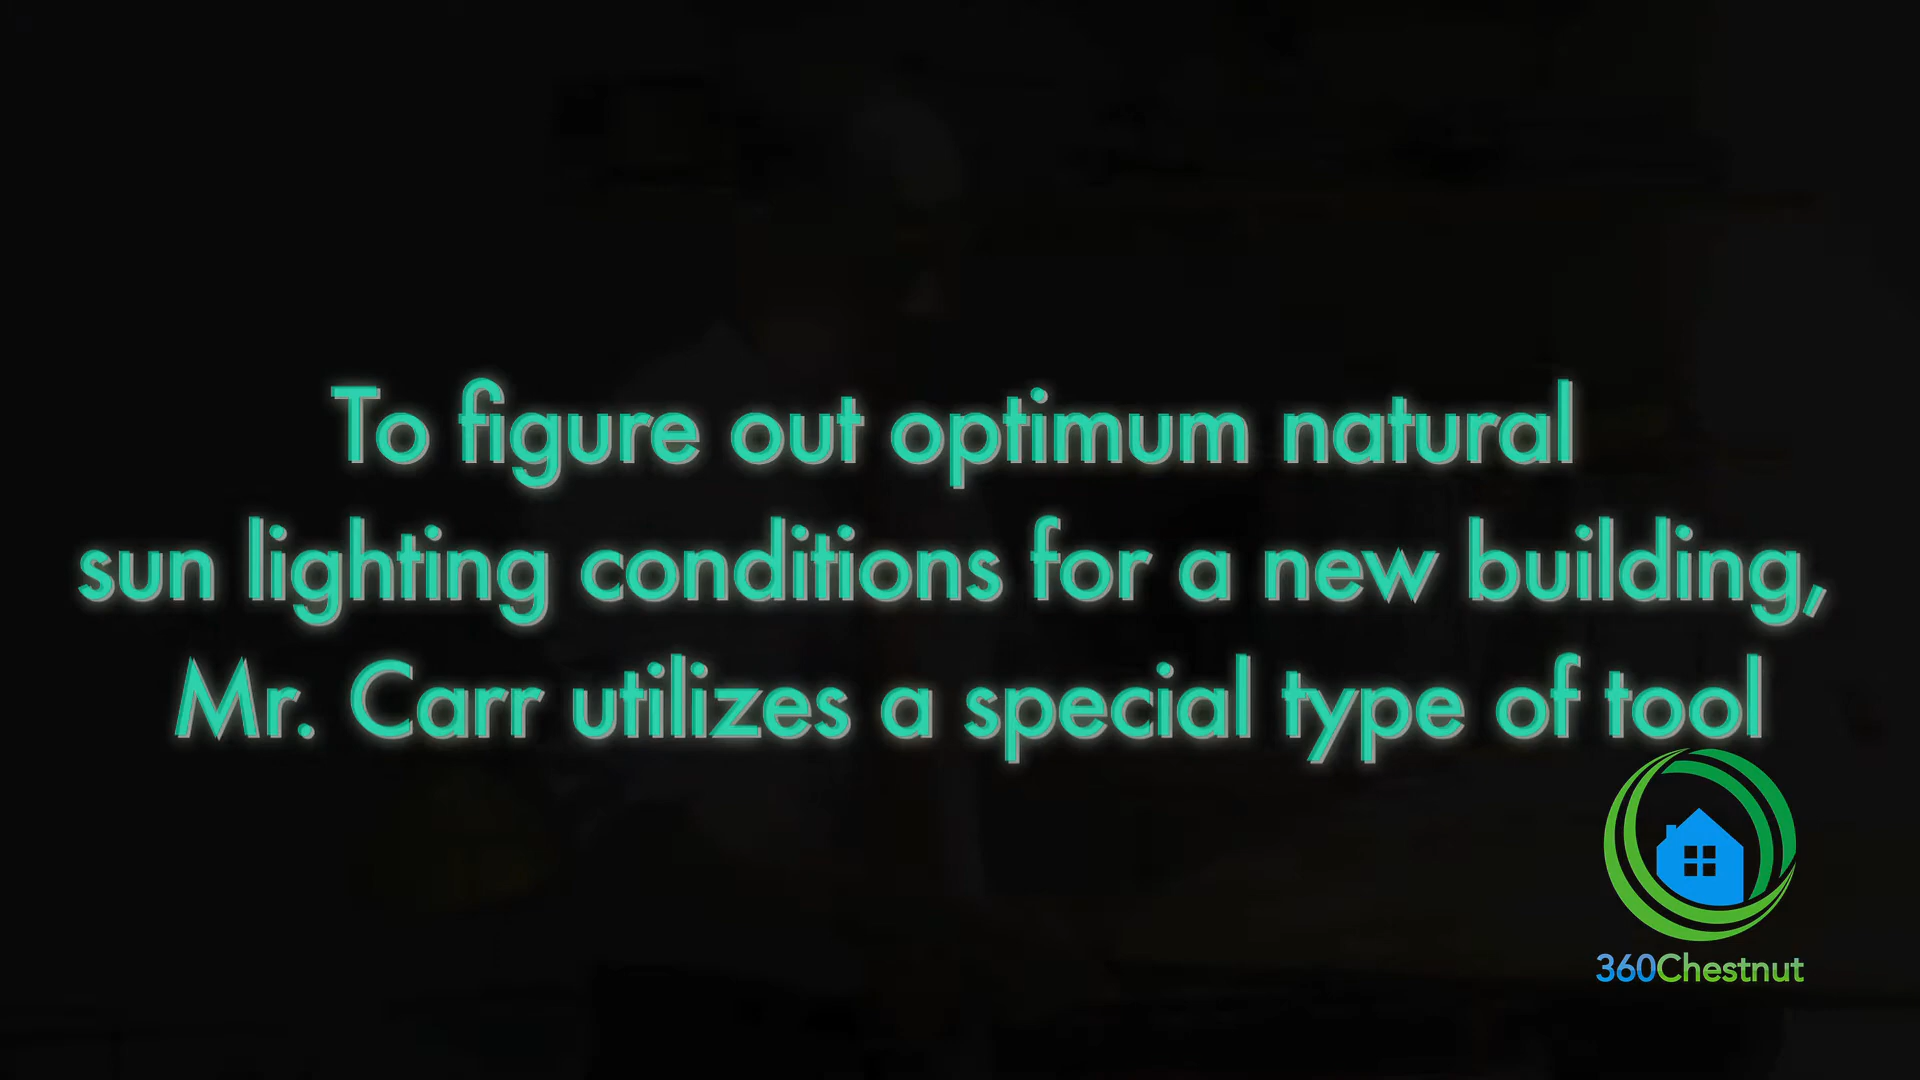 To figure out optimum natural
sun lighting conditions for a new building,
Mr. Carr utilizes a special type of tool
360Chestnut